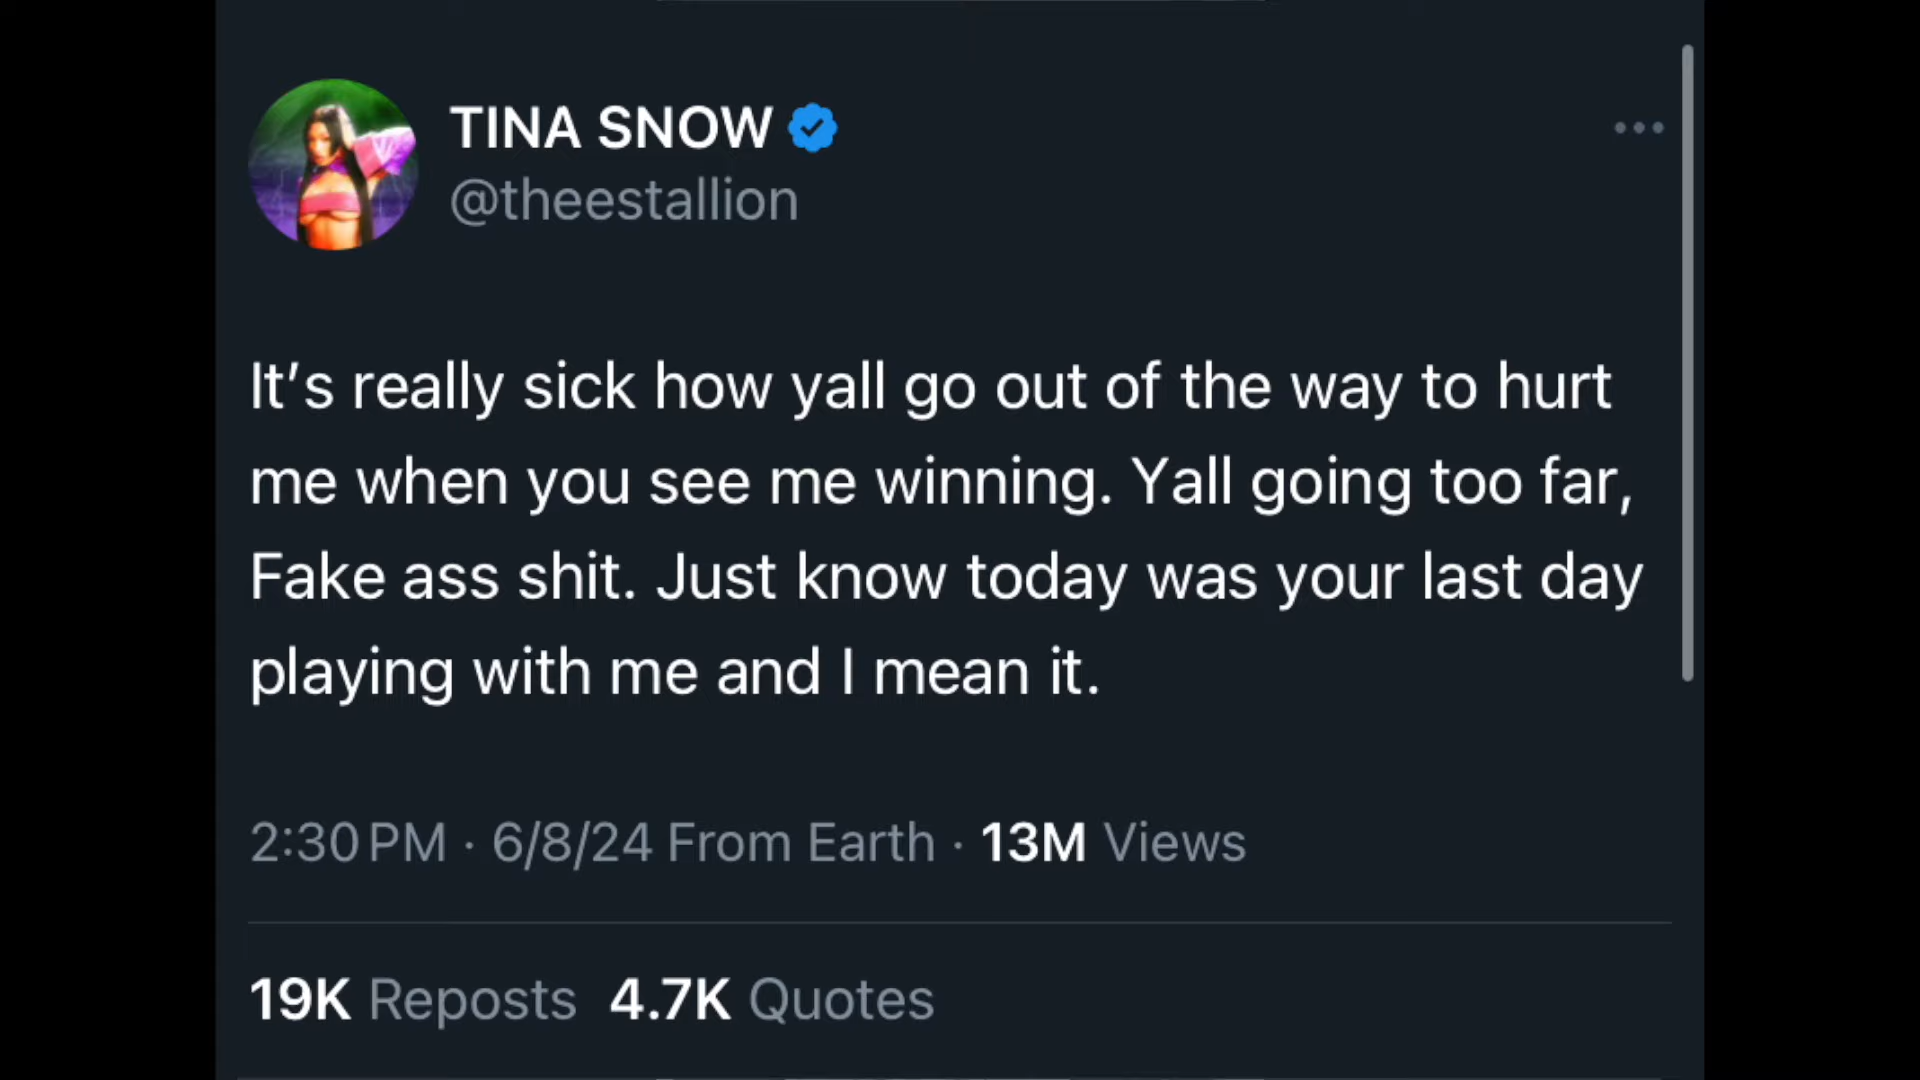 TINA SNOW
@theestallion
It’s really sick how yall go out of the way to hurt
me when you see me winning. Yall going too far,
Fake ass shit. Just know today was your last day
playing with me and I mean it.
2:30 PM · 6/8/24 From Earth · 13M Views
19K Reposts 4.7K Quotes